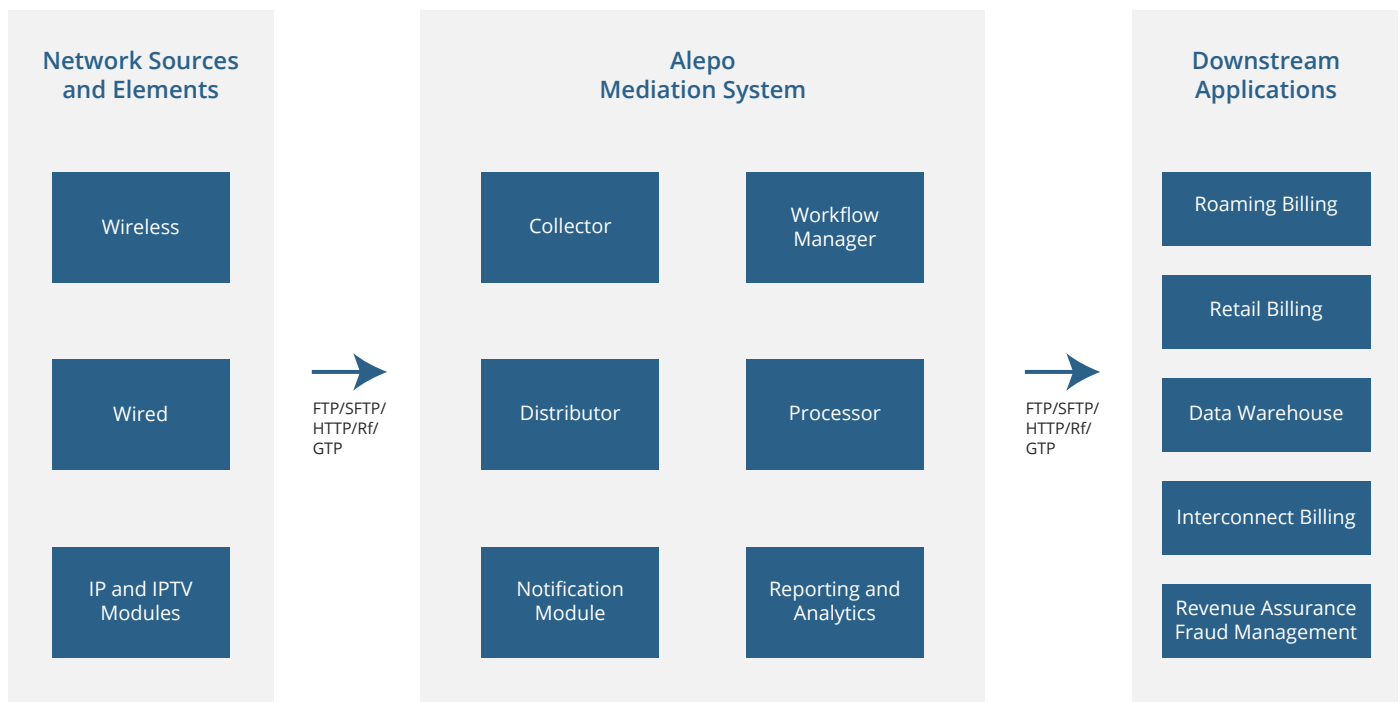 Network Sources
and Elements
Wireless
Wired
IP and IPTV
Modules
FTP/SFTP/
HTTP/Rf/
GTP
Alepo
Mediation System
Collector
Workflow
Manager
Distributor
Processor
Notification
Module
Reporting and
Analytics
FTP/SFTP/
HTTP/Rf/
GTP
Downstream
Applications
Roaming Billing
Retail Billing
Data Warehouse
Interconnect Billing
Revenue Assurance
Fraud Management